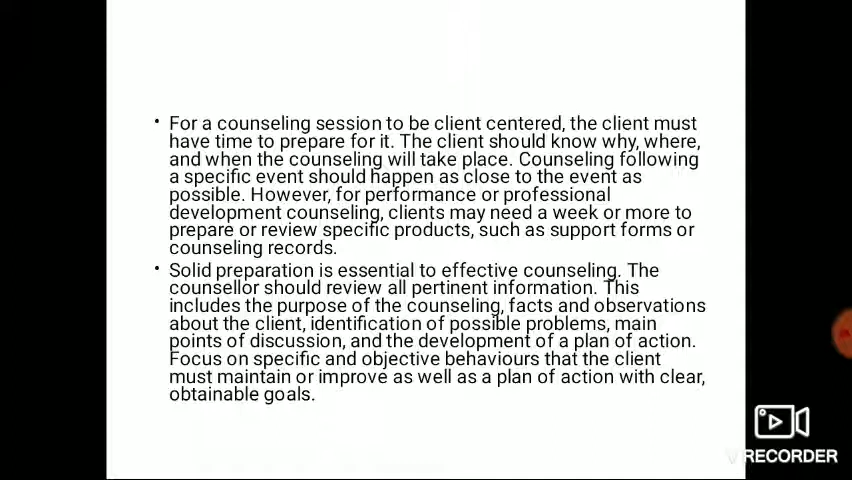 • For a counseling session to be client centered, the client must
have time to prepare for it. The client should know why, where,
and when the counseling will take place. Counseling following
a specific event should happen as close to the event as
possible. However, for performance or professional
development counseling, clients may need a week or more to
prepare or review specific products, such as support forms or
counseling records.
• Solid preparation is essential to effective counseling. The
counsellor should review all pertinent information. This
includes the purpose of the counseling, facts and observations
about the client, identification of possible problems, main
points of discussion, and the development of a plan of action.
Focus on specific and objective behaviours that the client
must maintain or improve as well as a plan of action with clear,
obtainable goals.
V RECORDER